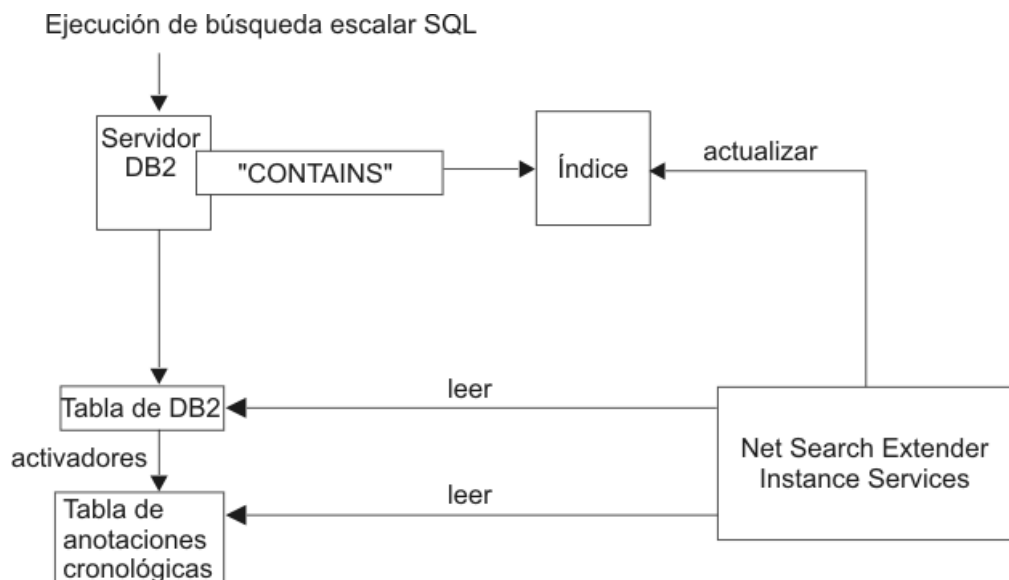 Ejecución de búsqueda escalar SQL
Servidor
DB2
"CONTAINS"
Índice
actualizar
Tabla de DB2
leer
activadores
Net Search Extender
Instance Services
Tabla de
anotaciones
cronológicas
leer